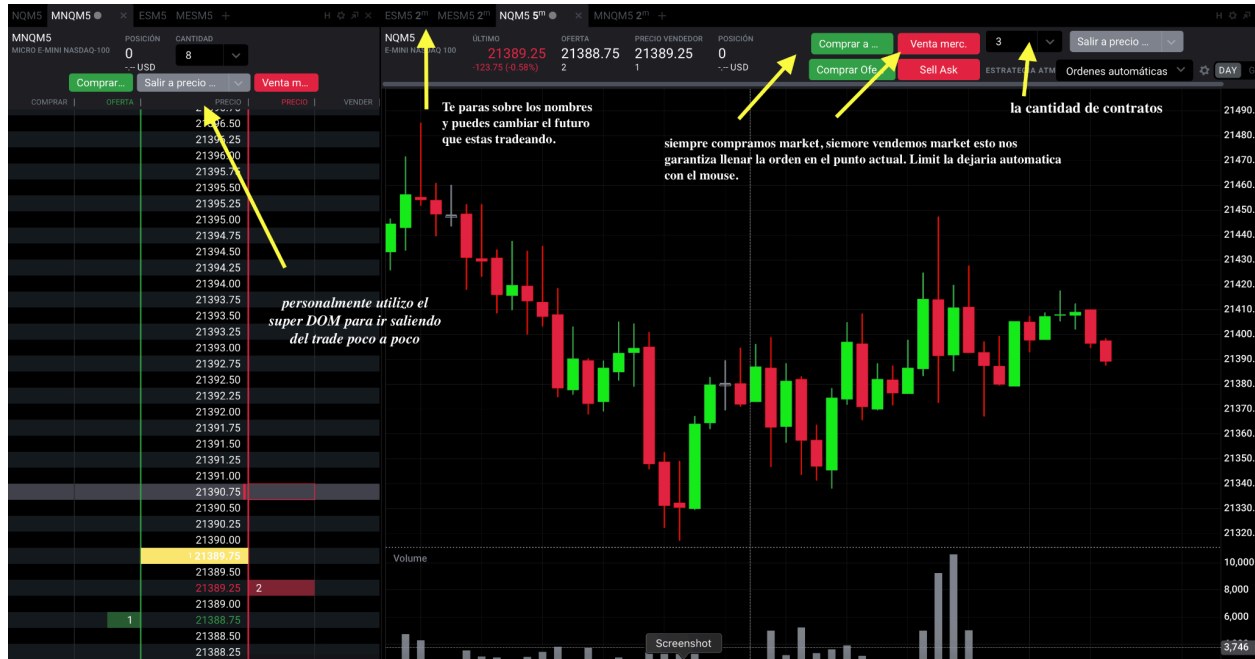 NQM5 MNQM5 ESM5 MESM5 +
MNQM5
MICRO E-MINI NASDAQ-100
POSICIÓN
0
-.-- USD
CANTIDAD
8
Comprar... Salir a precio ... Venta m...
COMPRAR OFERTA PRECIO PRECIO VENDER
21396.50
21396.25
21396.00
21395.75
21395.50
21395.25
21395.00
21394.75
21394.50
21394.25
21394.00
21393.75
21393.50
21393.25
21393.00
21392.75
21392.50
21392.25
21392.00
21391.75
21391.50
21391.25
21391.00
21390.75
21390.50
21390.25
21390.00
21389.75
21389.50
21389.25 2
21389.00
1 21388.75
21388.50
21388.25
personalmente utilizo el
super DOM para ir saliendo
del trade poco a poco
ESM5 2m MESM5 2m NQM5 5m MNQM5 2m +
NQM5
E-MINI NASDAQ 100
ÚLTIMO
21389.25
-123.75 (-0.58%)
OFERTA
21388.75
2
PRECIO VENDEDOR
21389.25
1
POSICIÓN
0
-.-- USD
Comprar a ... Venta merc. 3 Salir a precio ...
Comprar Ofe... Sell Ask ESTRATEGIA ATM Ordenes automáticas DAY
Te paras sobre los nombres
y puedes cambiar el futuro
que estas tradeando.
siempre compramos market, siemore vendemos market esto nos
garantiza llenar la orden en el punto actual. Limit la dejaria automatica
con el mouse.
la cantidad de contratos
21490.
21470.
21460.
21450.
21440.
21430.
21420.
21410.
21400.
21390.
21380.
21370.
21360.
21350.
21340.
21330.
21320.
Volume
10,000
8,000
6,000
3,746
Screenshot